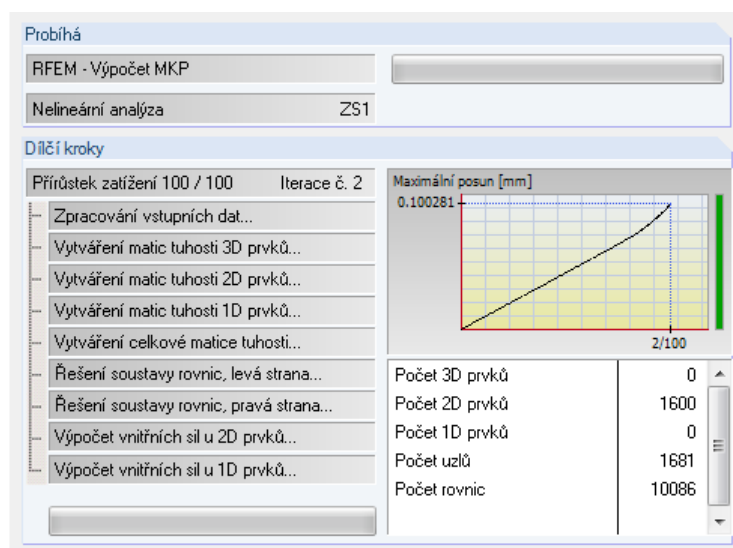 Probíhá
RFEM - Výpočet MKP
Nelineární analýza ZS1
Dílčí kroky
Přírůstek zatížení 100 / 100 Iterace č. 2
Zpracování vstupních dat...
Vytváření matic tuhosti 3D prvků...
Vytváření matic tuhosti 2D prvků...
Vytváření matic tuhosti 1D prvků...
Vytváření celkové matice tuhosti...
Řešení soustavy rovnic, levá strana...
Řešení soustavy rovnic, pravá strana...
Výpočet vnitřních sil u 2D prvků...
Výpočet vnitřních sil u 1D prvků...
Maximální posun [mm]
0.100281
2/100
Počet 3D prvků 0
Počet 2D prvků 1600
Počet 1D prvků 0
Počet uzlů 1681
Počet rovnic 10086